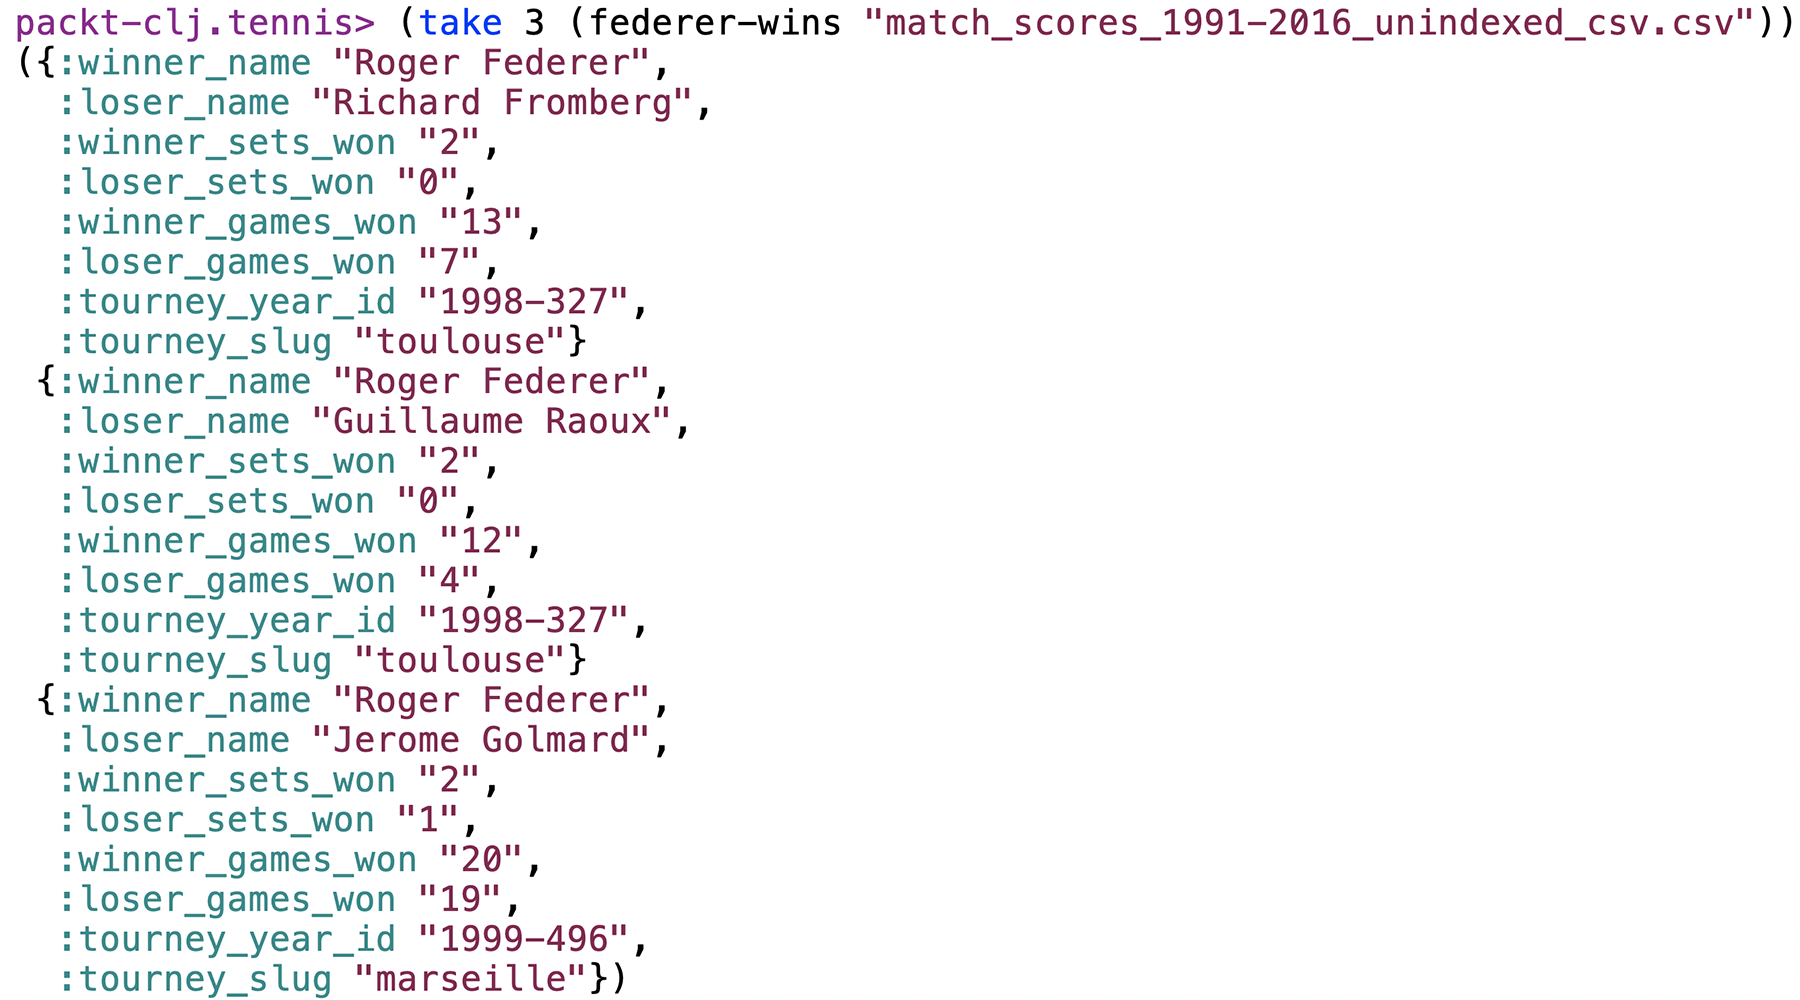 packt-clj.tennis> (take 3 (federer-wins "match_scores_1991-2016_unindexed_csv.csv"))
({:winner_name "Roger Federer",
  :loser_name "Richard Fromberg",
  :winner_sets_won "2",
  :loser_sets_won "0",
  :winner_games_won "13",
  :loser_games_won "7",
  :tourney_year_id "1998-327",
  :tourney_slug "toulouse"}
 {:winner_name "Roger Federer",
  :loser_name "Guillaume Raoux",
  :winner_sets_won "2",
  :loser_sets_won "0",
  :winner_games_won "12",
  :loser_games_won "4",
  :tourney_year_id "1998-327",
  :tourney_slug "toulouse"}
 {:winner_name "Roger Federer",
  :loser_name "Jerome Golmard",
  :winner_sets_won "2",
  :loser_sets_won "1",
  :winner_games_won "20",
  :loser_games_won "19",
  :tourney_year_id "1999-496",
  :tourney_slug "marseille"})